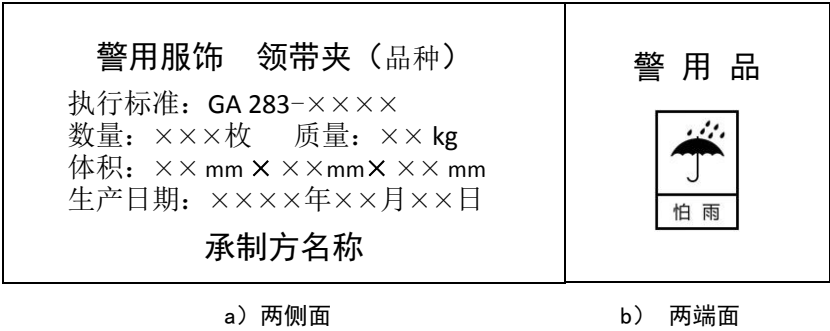 警用服饰 领带夹（品种）
执行标准：GA 283-××××
数量：×××枚 质量：×× kg
体积：×× mm × ××mm× ×× mm
生产日期：××××年××月××日
承制方名称
警 用 品
怕 雨
a）两侧面
b） 两端面